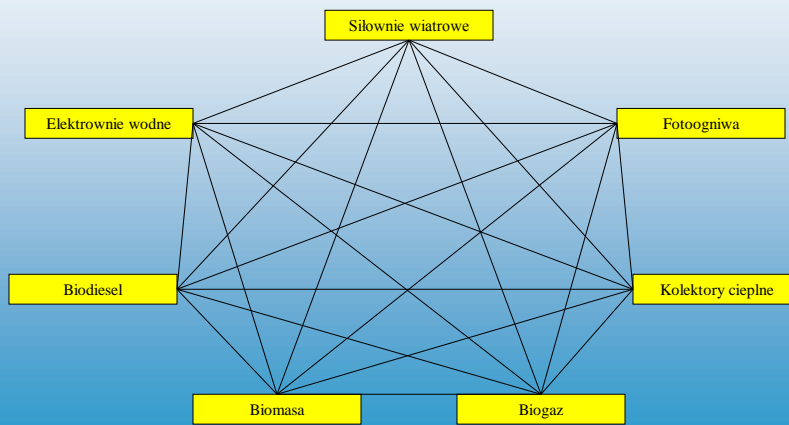 Siłownie wiatrowe
Elektrownie wodne
Fotoogniwa
Biodiesel
Kolektory cieplne
Biomasa
Biogaz